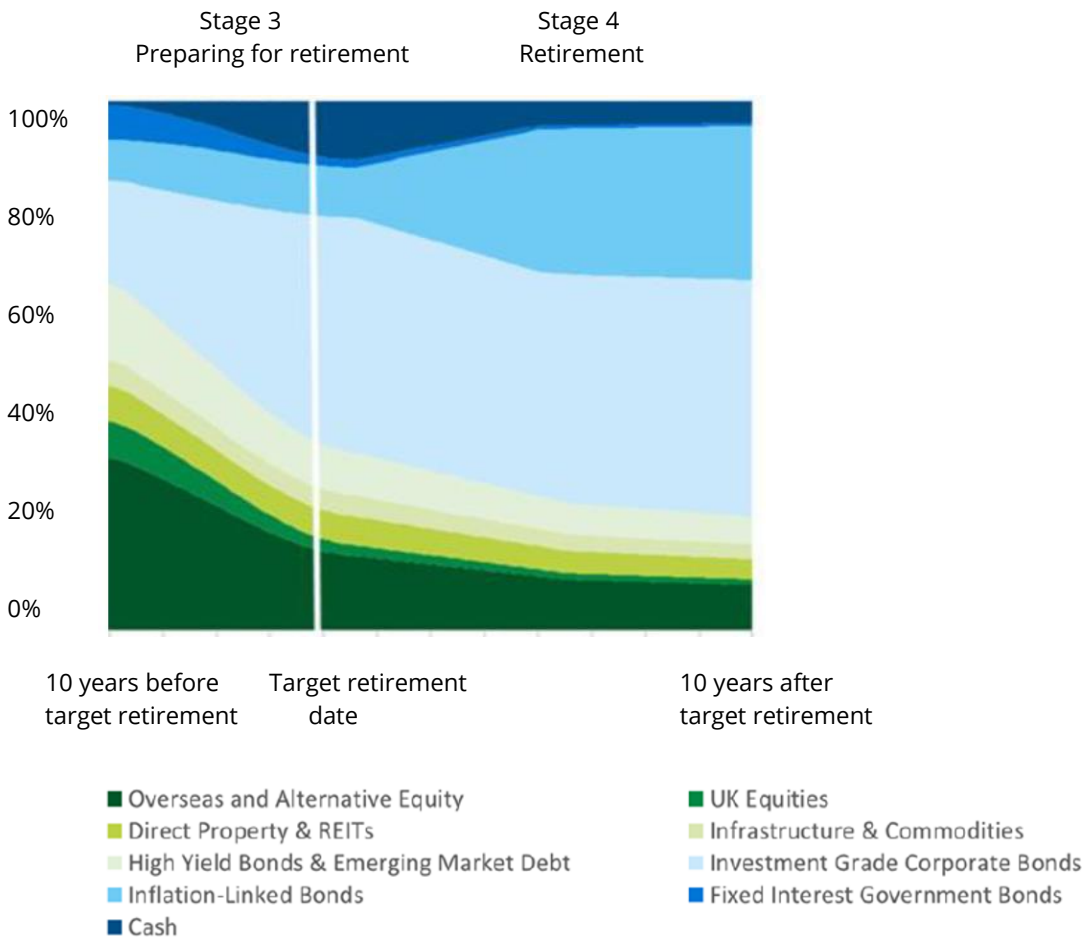 Stage 3
Preparing for retirement
Stage 4
Retirement
100%
80%
60%
40%
20%
0%
10 years before
target retirement
Target retirement
date
10 years after
target retirement
Overseas and Alternative Equity
UK Equities
Direct Property & REITs
Infrastructure & Commodities
High Yield Bonds & Emerging Market Debt
Investment Grade Corporate Bonds
Inflation-Linked Bonds
Fixed Interest Government Bonds
Cash